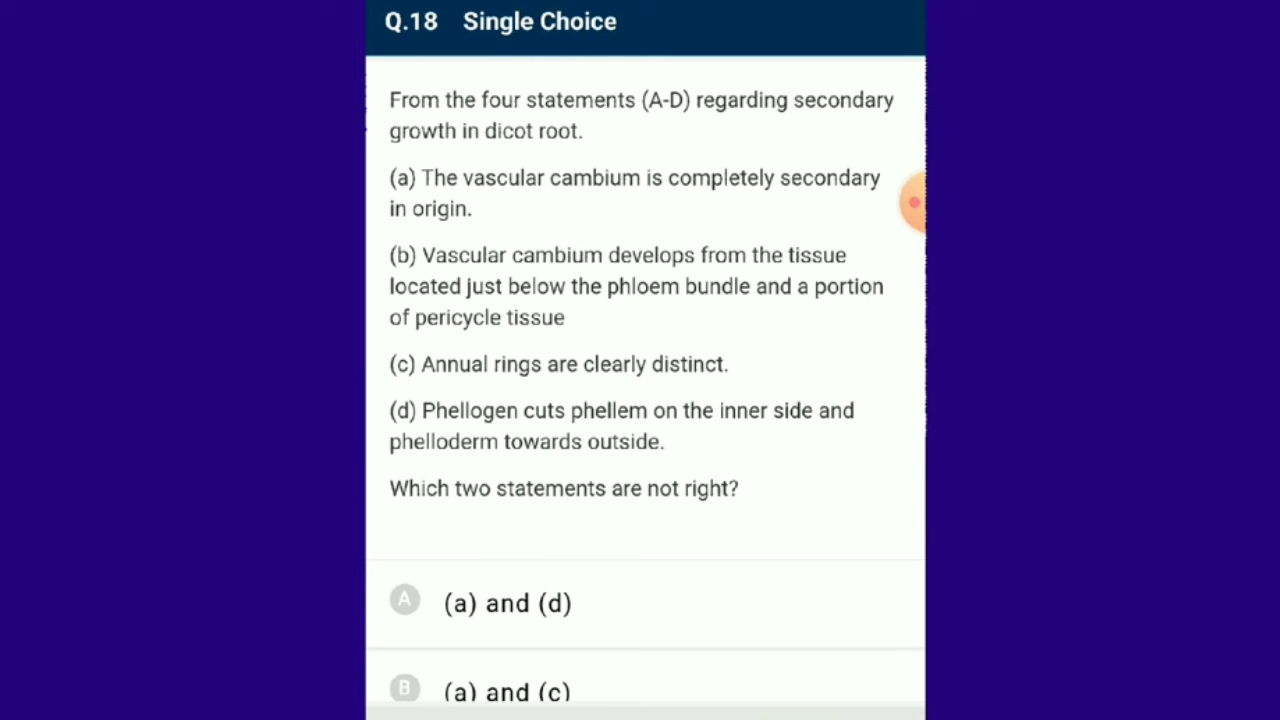 Q.18 Single Choice
From the four statements (A-D) regarding secondary
growth in dicot root.
(a) The vascular cambium is completely secondary
in origin.
(b) Vascular cambium develops from the tissue
located just below the phloem bundle and a portion
of pericycle tissue
(c) Annual rings are clearly distinct.
(d) Phellogen cuts phellem on the inner side and
phelloderm towards outside.
Which two statements are not right?
A (a) and (d)
B (a) and (c)